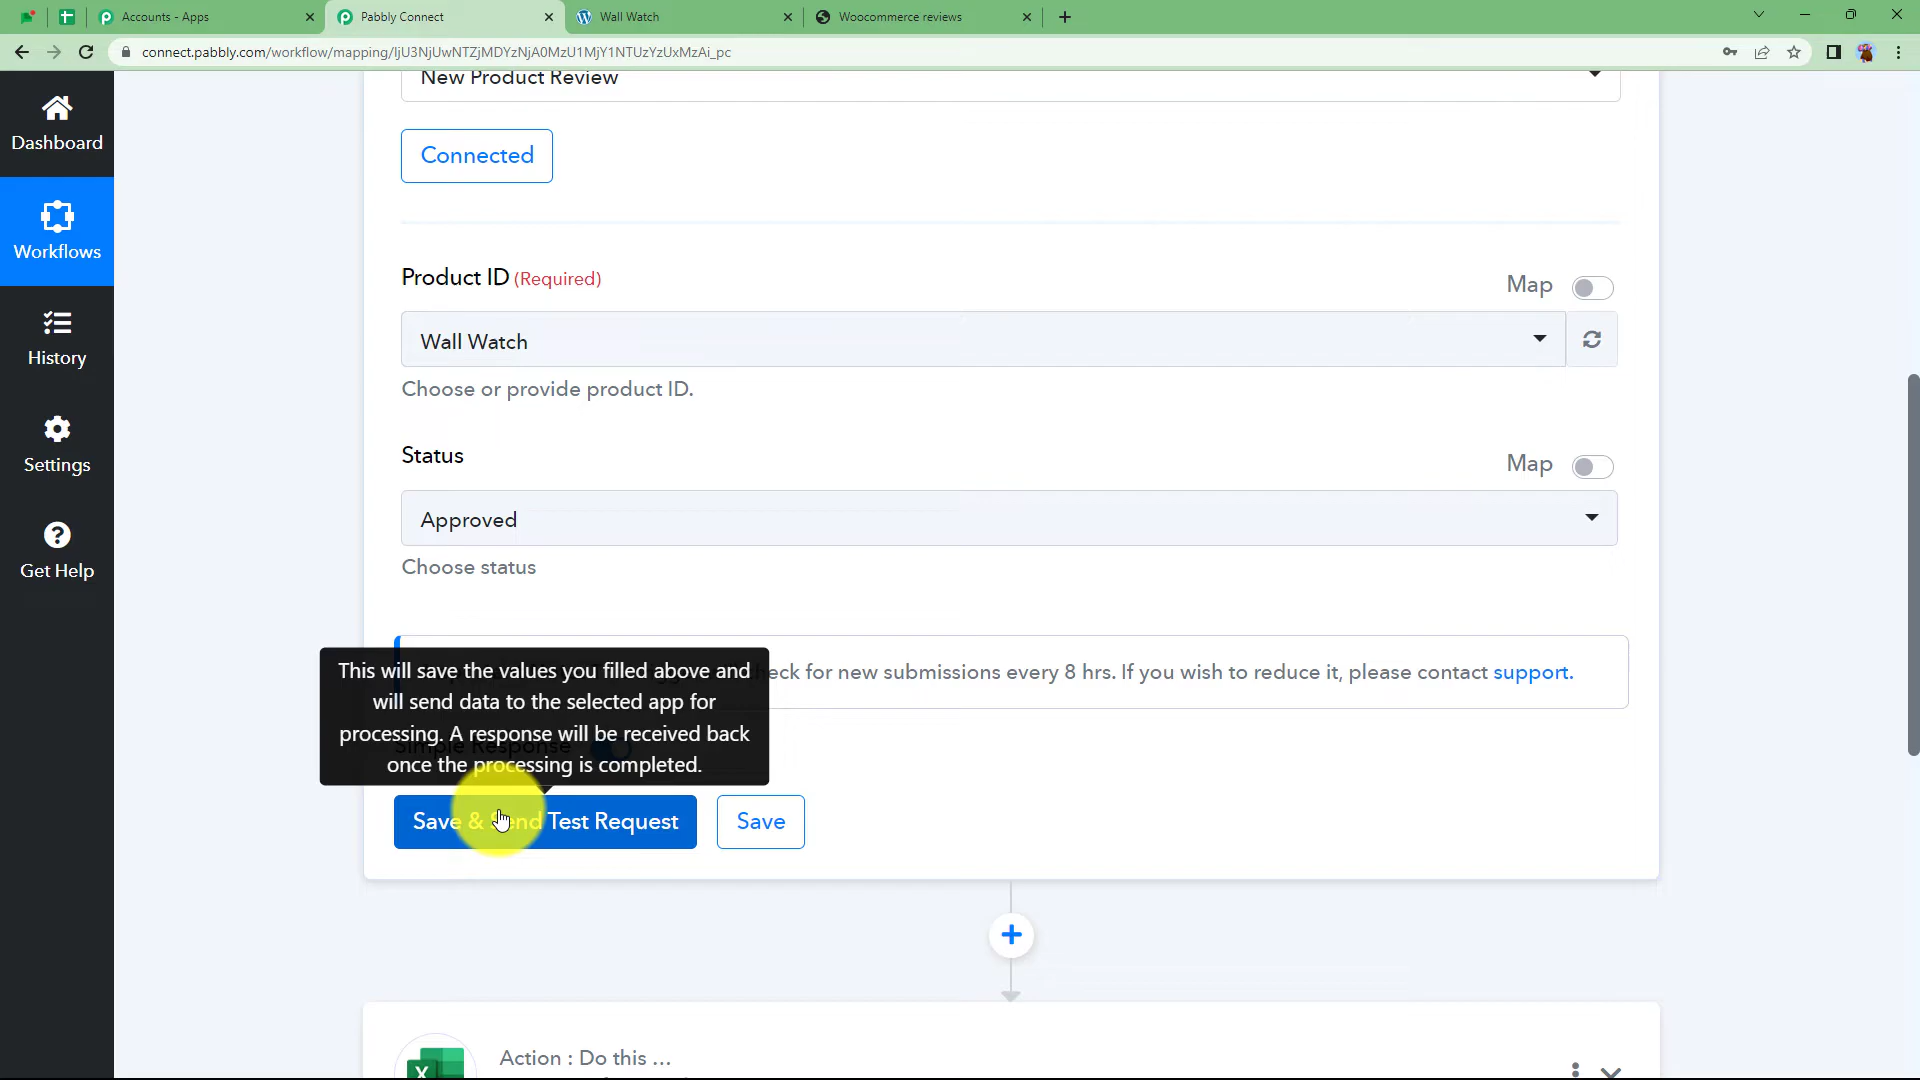 Accounts - Apps
Pabbly Connect
Wall Watch
Woocommerce reviews
connect.pabbly.com/workflow/mapping/IjU3NjUwNTZjMDYzNjA0MzU1MjY1NTUzYzUxMzAi_pc
Dashboard
Workflows
History
Settings
Get Help
New Product Review
Connected
Product ID (Required)
Map
Wall Watch
Choose or provide product ID.
Status
Map
Approved
Choose status
heck for new submissions every 8 hrs. If you wish to reduce it, please contact support.
This will save the values you filled above and
will send data to the selected app for
processing. A response will be received back
once the processing is completed.
Simple Response
Save & Send Test Request
Save
Action : Do this ...